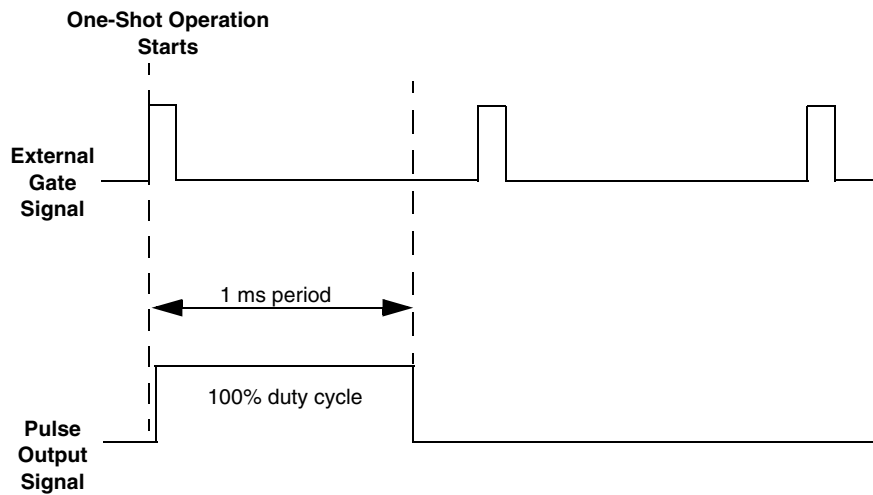 One-Shot Operation
Starts
External
Gate
Signal
1 ms period
100% duty cycle
Pulse
Output
Signal